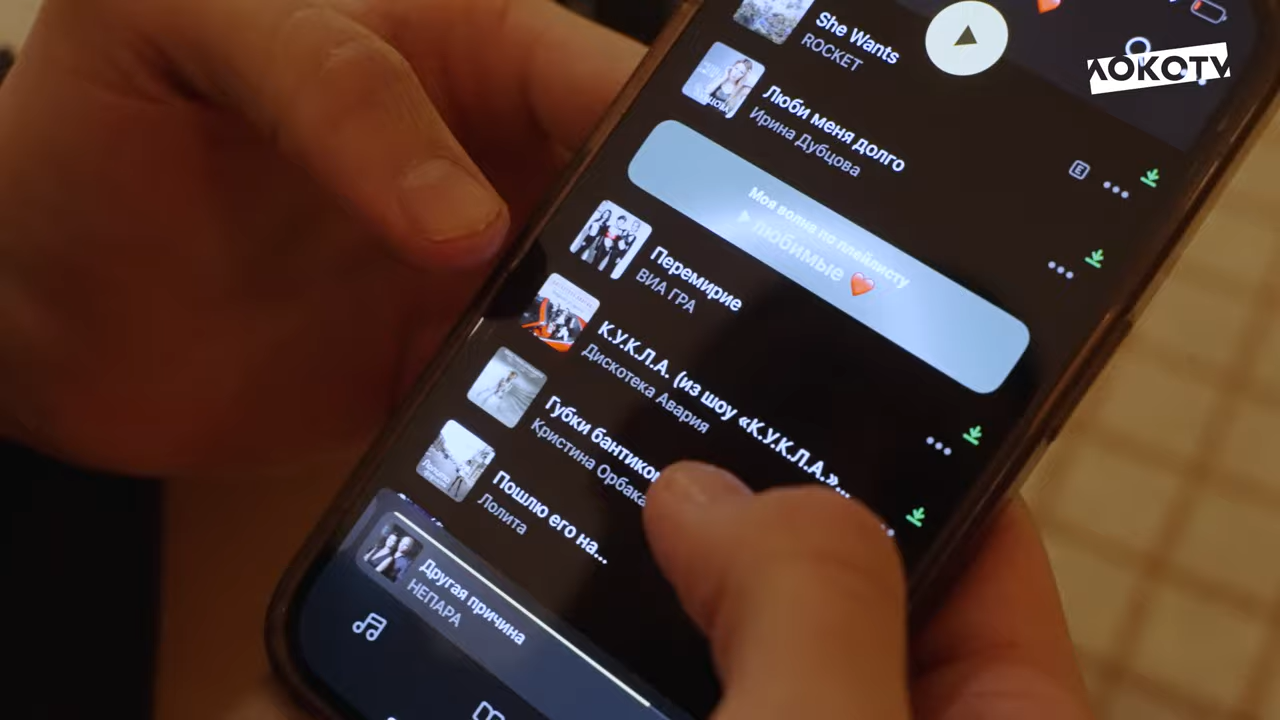 She Wants
ROCKET
ЛОКОTV
Люби меня долго
Ирина Дубцова
E
Моя волна по плейлисту
любимые ❤️
Перемирие
ВИА ГРА
К.У.К.Л.А. (из шоу «К.У.К.Л.А.»...
Дискотека Авария
Губки бантико
Кристина Орбака
Пошлю его на...
Лолита
Другая причина
НЕПАРА